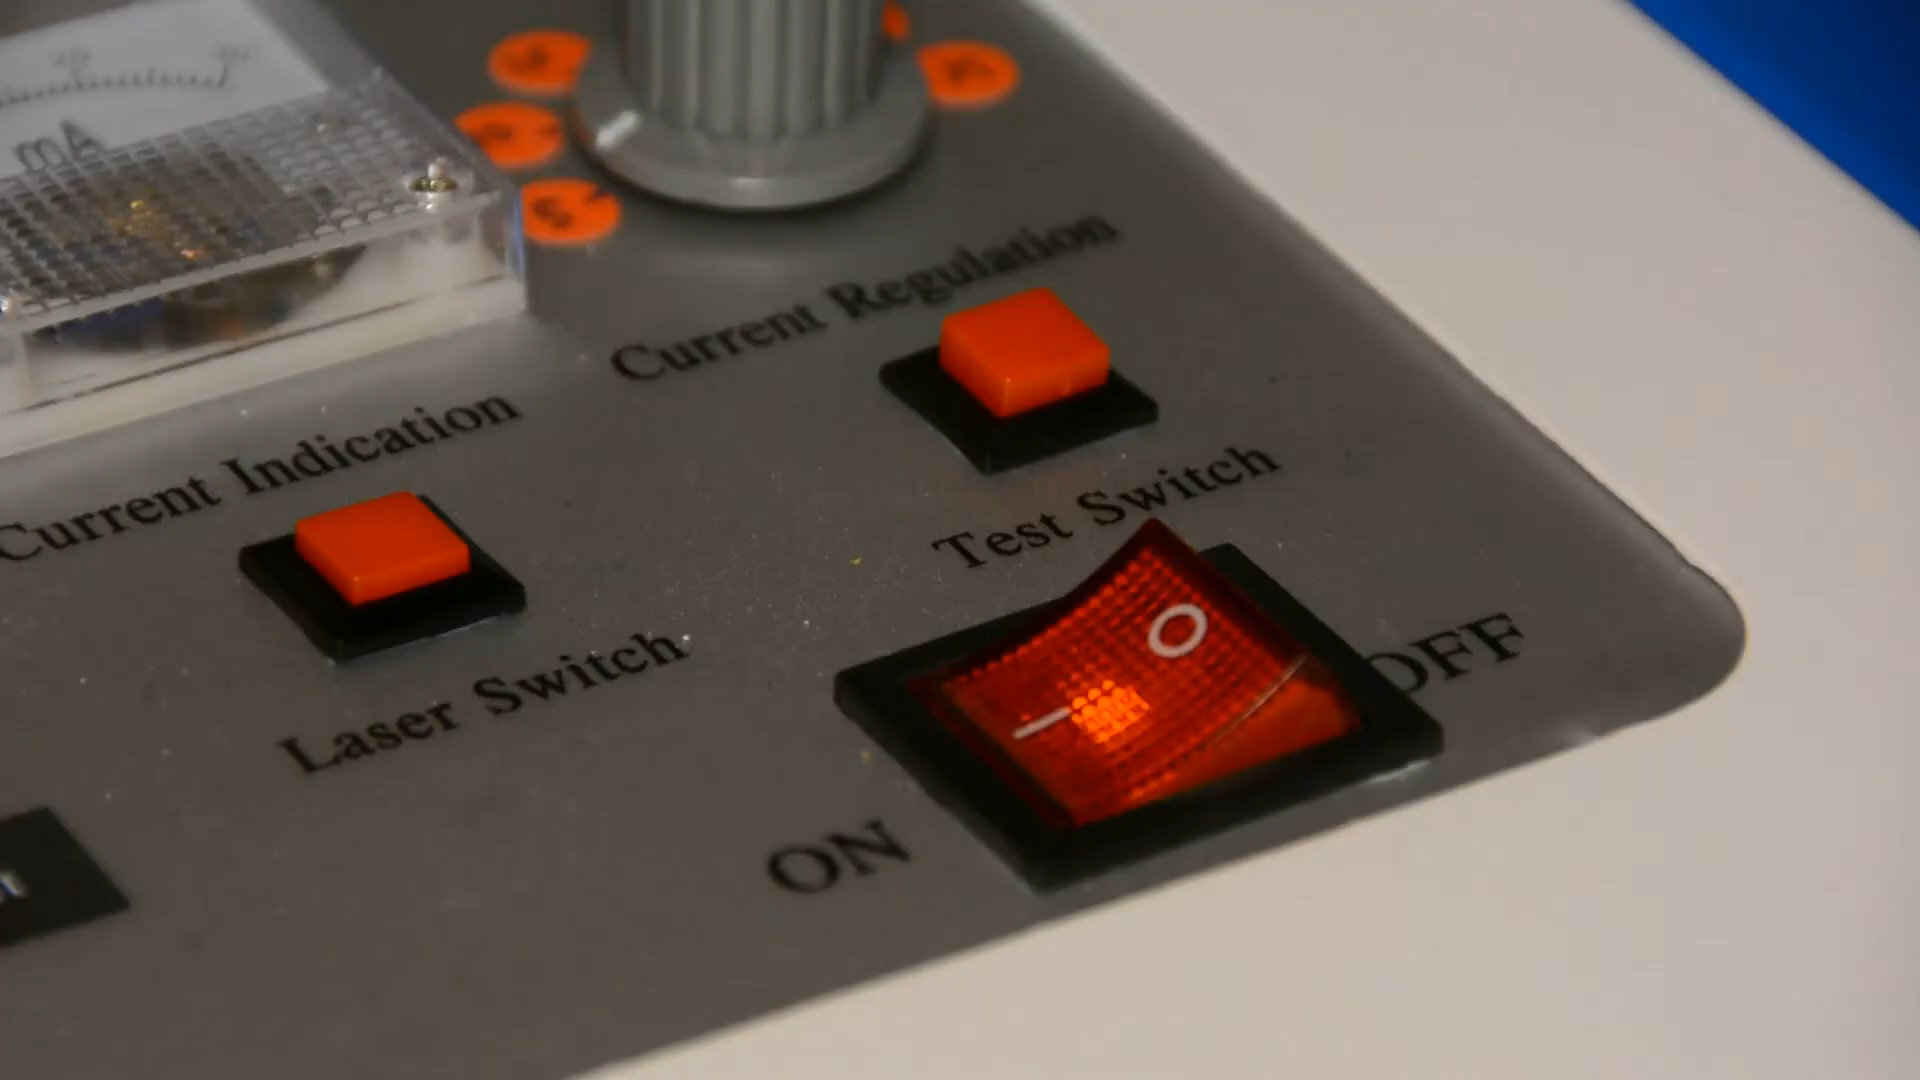 mA
Current Regulation
Current Indication
Test Switch
Laser Switch
OFF
ON